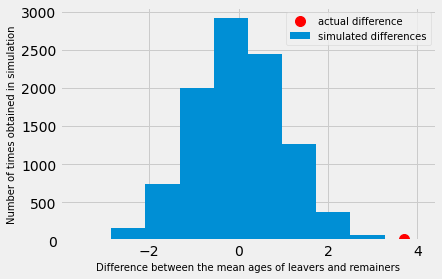 3000
2500
2000
1500
1000
500
0
Number of times obtained in simulation
actual difference
simulated differences
−2 0 2 4
Difference between the mean ages of leavers and remainers